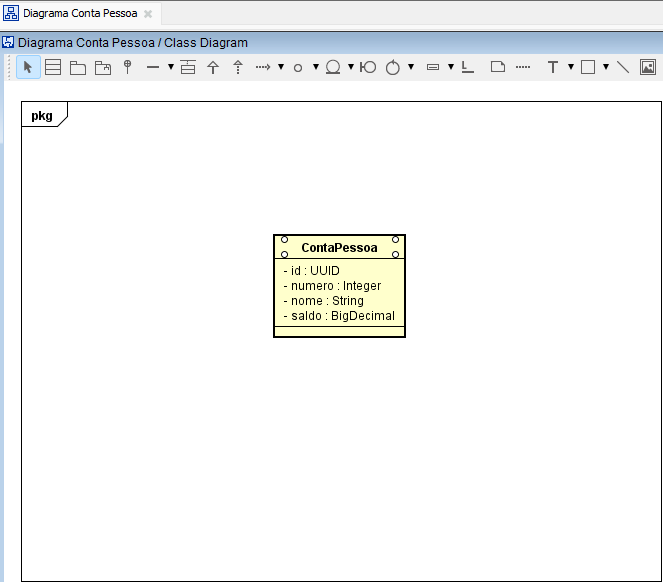 Diagrama Conta Pessoa
Diagrama Conta Pessoa / Class Diagram
pkg
ContaPessoa
- id : UUID
- numero : Integer
- nome : String
- saldo : BigDecimal